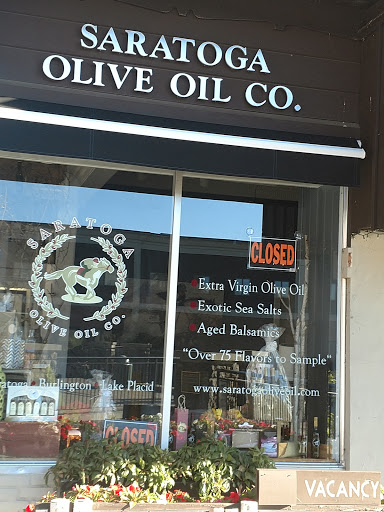 SARATOGA
OLIVE OIL CO.
SARATOGA
OLIVE OIL CO.
CLOSED
Extra Virgin Olive Oil
Exotic Sea Salts
Aged Balsamics
"Over 75 Flavors to Sample"
www.saratogaoliveoil.com
Burlington Lake Placid
CLOSED
VACANCY